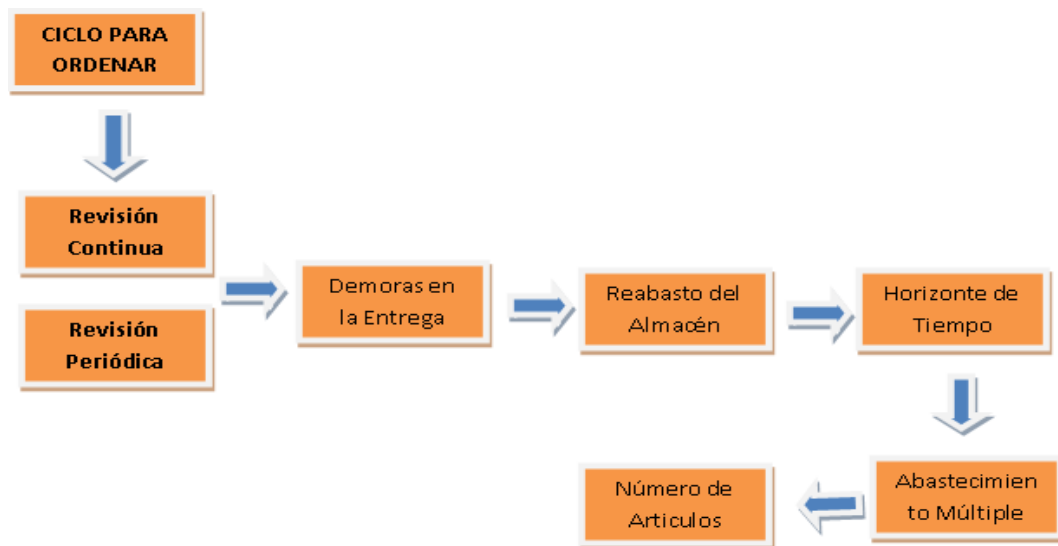 CICLO PARA
ORDENAR
Revisión
Continua
Revisión
Periódica
Demoras en
la Entrega
Reabasto del
Almacén
Horizonte de
Tiempo
Abastecimien
to Múltiple
Número de
Articulos